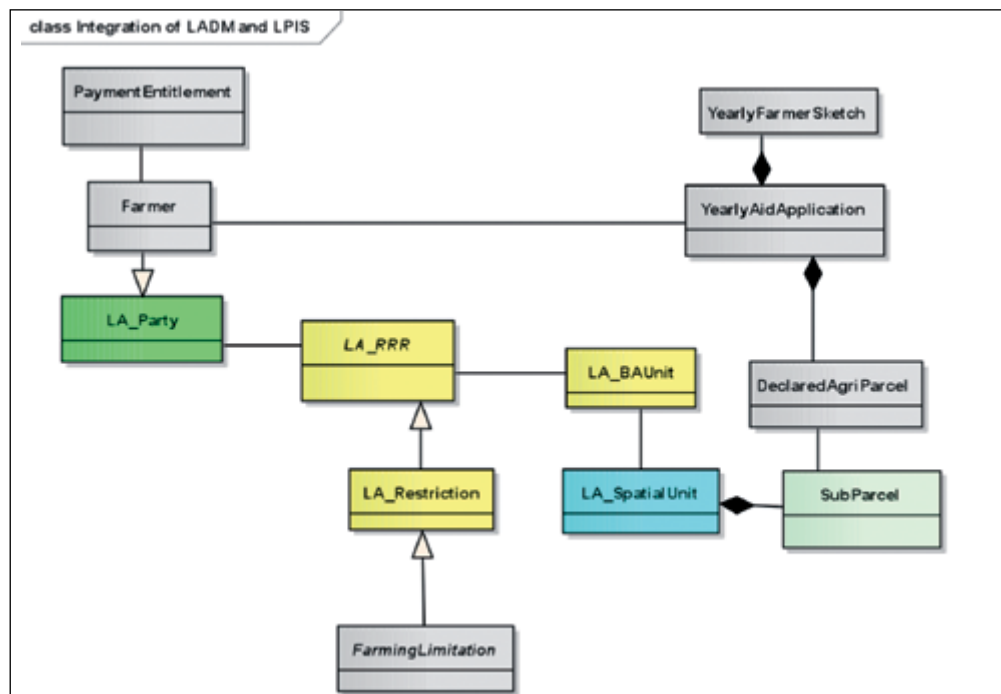 class Integration of LADM and LPIS
PaymentEntitlement
YearlyFarmerSketch
Farmer
YearlyAidApplication
LA_Party
LA_RRR
LA_BAUnit
DeclaredAgriParcel
LA_Restriction
LA_SpatialUnit
SubParcel
FarmingLimitation